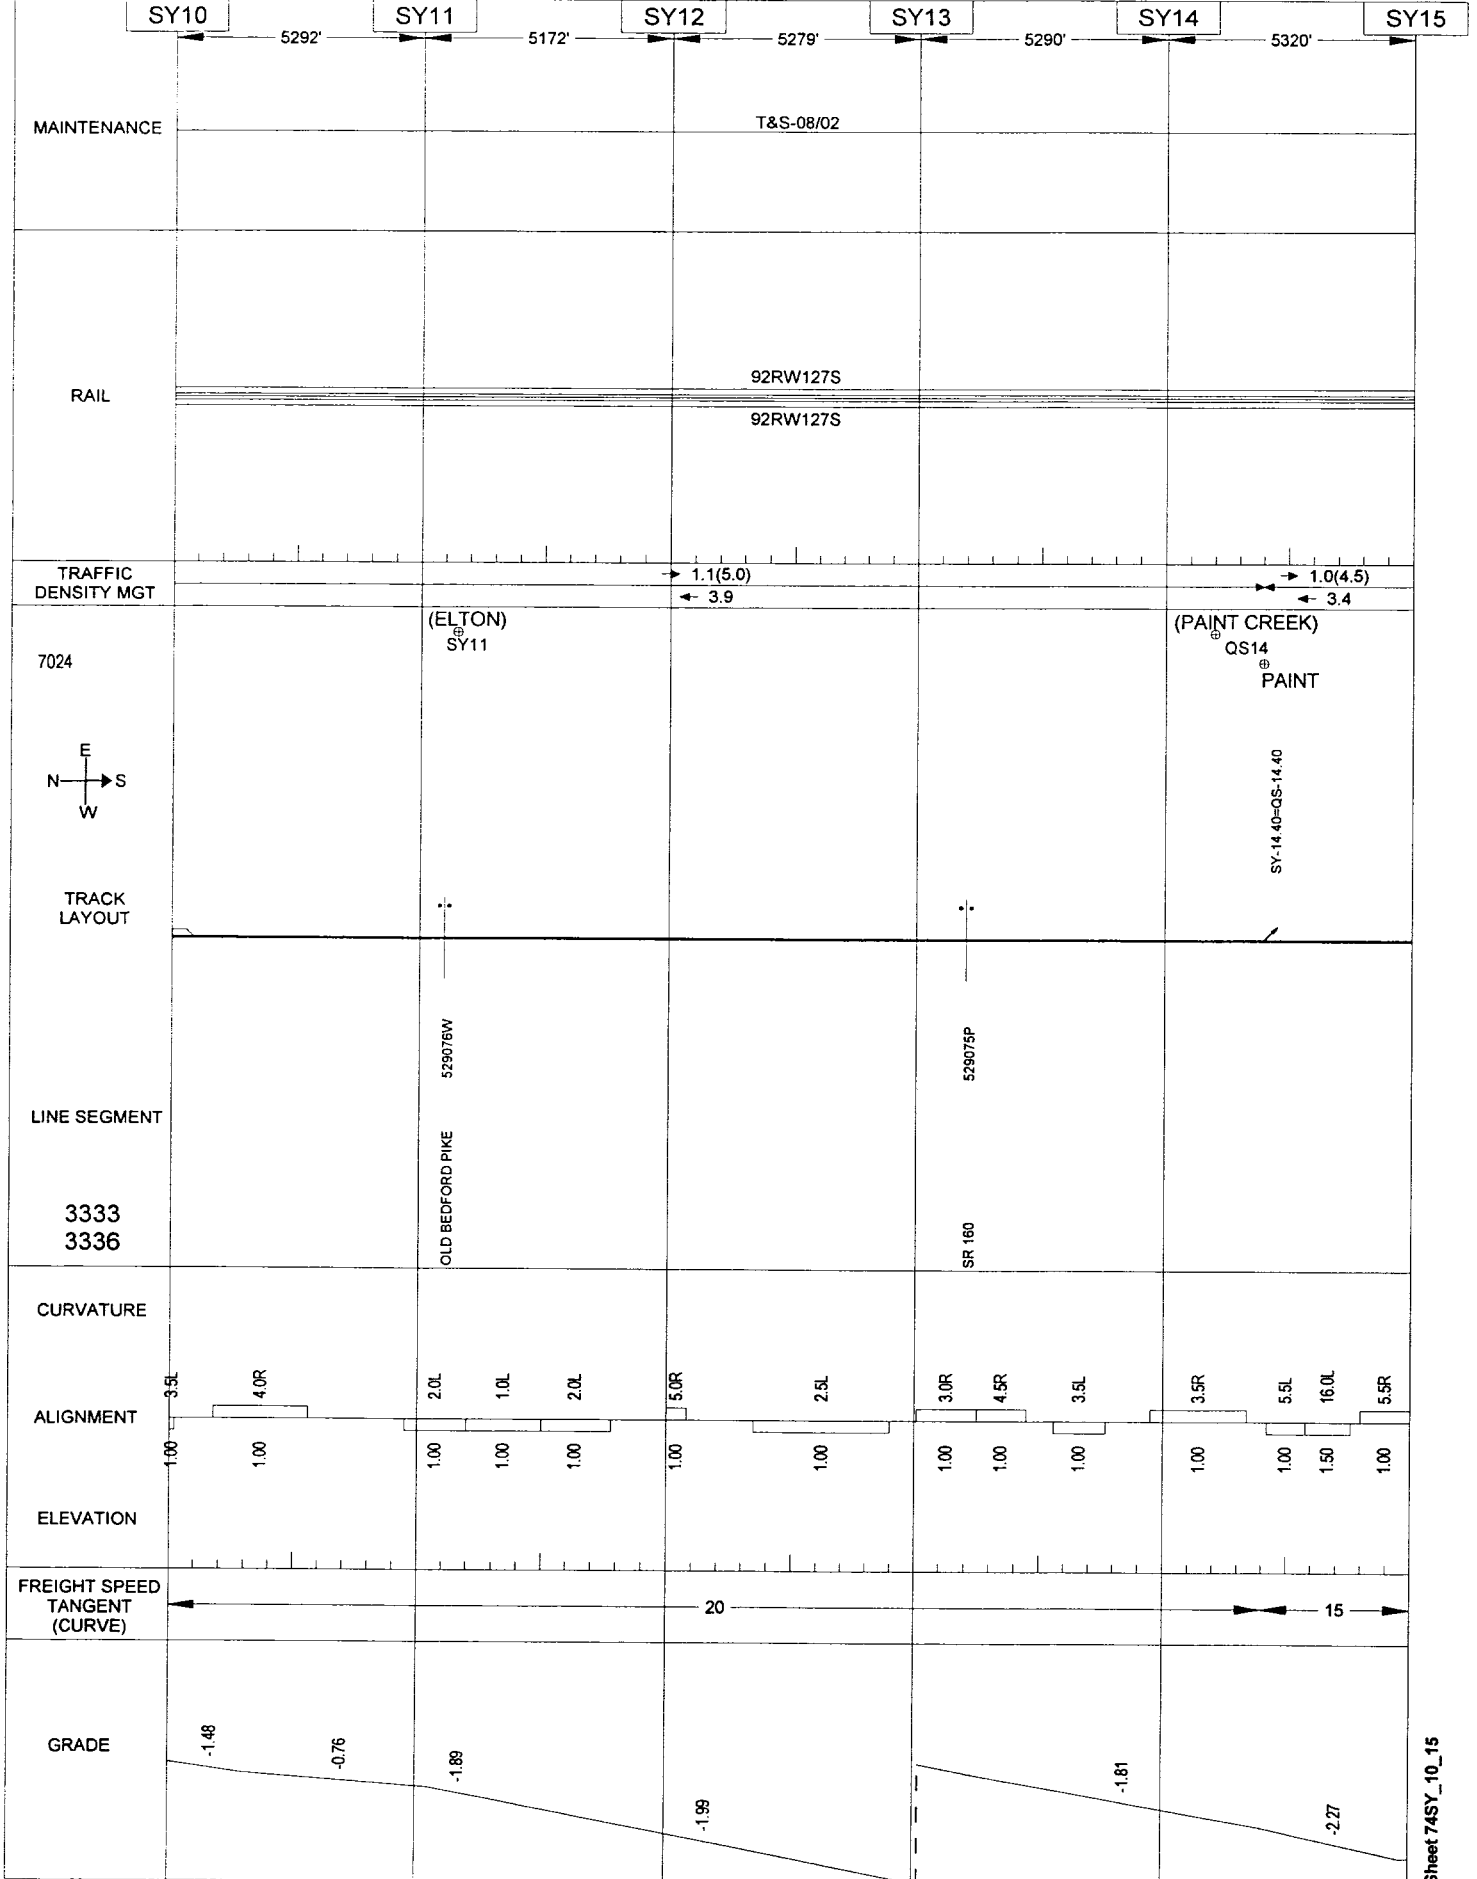 SY10 SY11 SY12 SY13 SY14 SY15
5292' 5172' 5279' 5290' 5320'
MAINTENANCE
T&S-08/02
RAIL
92RW127S
92RW127S
TRAFFIC
DENSITY MGT
1.1(5.0)
3.9
1.0(4.5)
3.4
7024
(ELTON)
SY11
(PAINT CREEK)
QS14
PAINT
E
N S
W
SY-14.40=QS-14.40
TRACK
LAYOUT
529076W
529075P
LINE SEGMENT
OLD BEDFORD PIKE
SR 160
3333
3336
CURVATURE
3.5L 4.0R 2.0L 1.0L 2.0L 5.0R 2.5L 3.0R 4.5R 3.5L 3.5R 5.5L 16.0L 5.5R
ALIGNMENT
1.00 1.00 1.00 1.00 1.00 1.00 1.00 1.00 1.00 1.00 1.00 1.00 1.50 1.00
ELEVATION
FREIGHT SPEED
TANGENT
(CURVE)
20 15
GRADE
-1.48 -0.76 -1.89 -1.99 -1.81 -2.27
Sheet 74SY_10_15